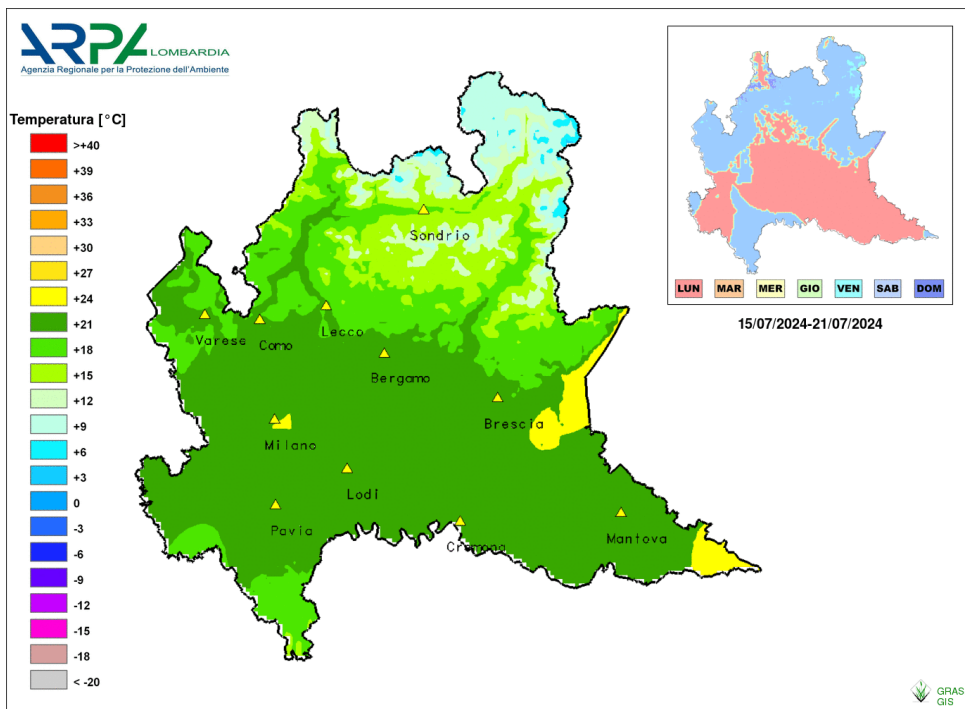 ARPA LOMBARDIA
Agenzia Regionale per la Protezione dell'Ambiente
Temperatura [°C]
>+40
+39
+36
+33
+30
+27
+24
+21
+18
+15
+12
+9
+6
+3
0
-3
-6
-9
-12
-15
-18
< -20
Sondrio
Varese
Como
Lecco
Bergamo
Brescia
Milano
Lodi
Pavia
Cremona
Mantova
LUN MAR MER GIO VEN SAB DOM
15/07/2024-21/07/2024
GRASS
GIS